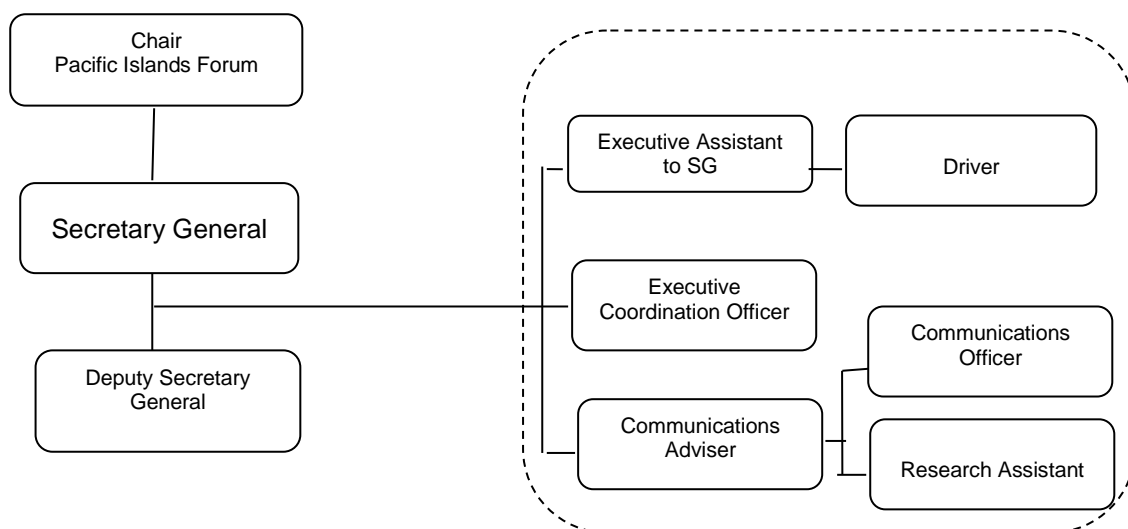 Chair
Pacific Islands Forum
Secretary General
Deputy Secretary
General
Executive Assistant
to SG
Driver
Executive
Coordination Officer
Communications
Adviser
Communications
Officer
Research Assistant